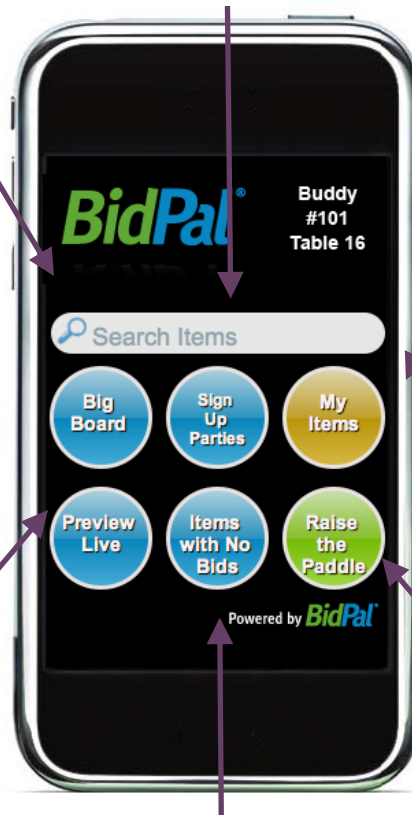 BidPal®
Buddy
#101
Table 16
Search Items
Big
Board
Sign
Up
Parties
My
Items
Preview
Live
Items
with No
Bids
Raise
the
Paddle
Powered by BidPal